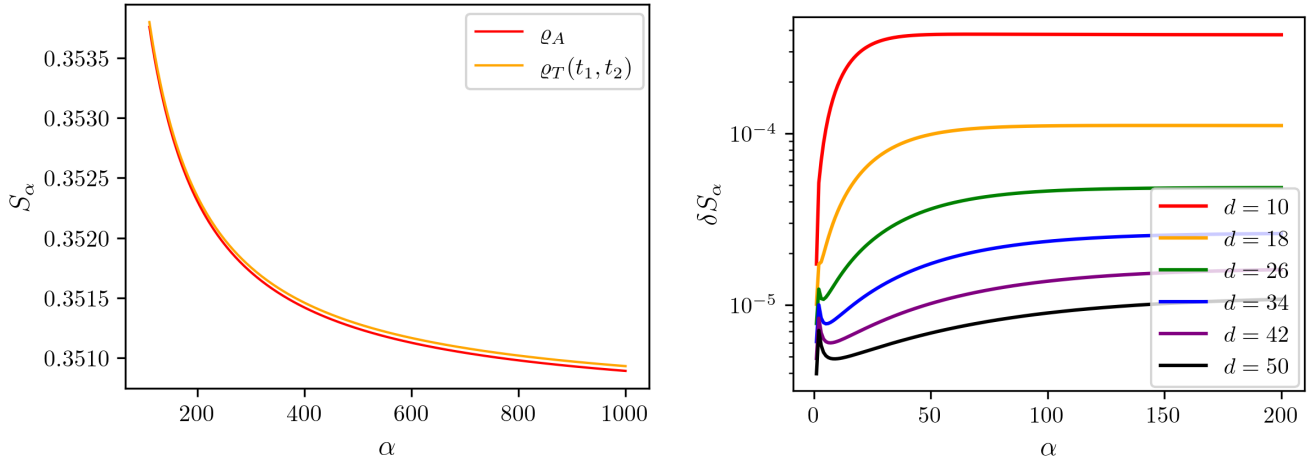 0.3535
0.3530
0.3525
0.3520
0.3515
0.3510
S_α
200
400
600
800
1000
α
ϱ_A
ϱ_T(t_1, t_2)
10^{-4}
10^{-5}
δS_α
0
50
100
150
200
α
d = 10
d = 18
d = 26
d = 34
d = 42
d = 50